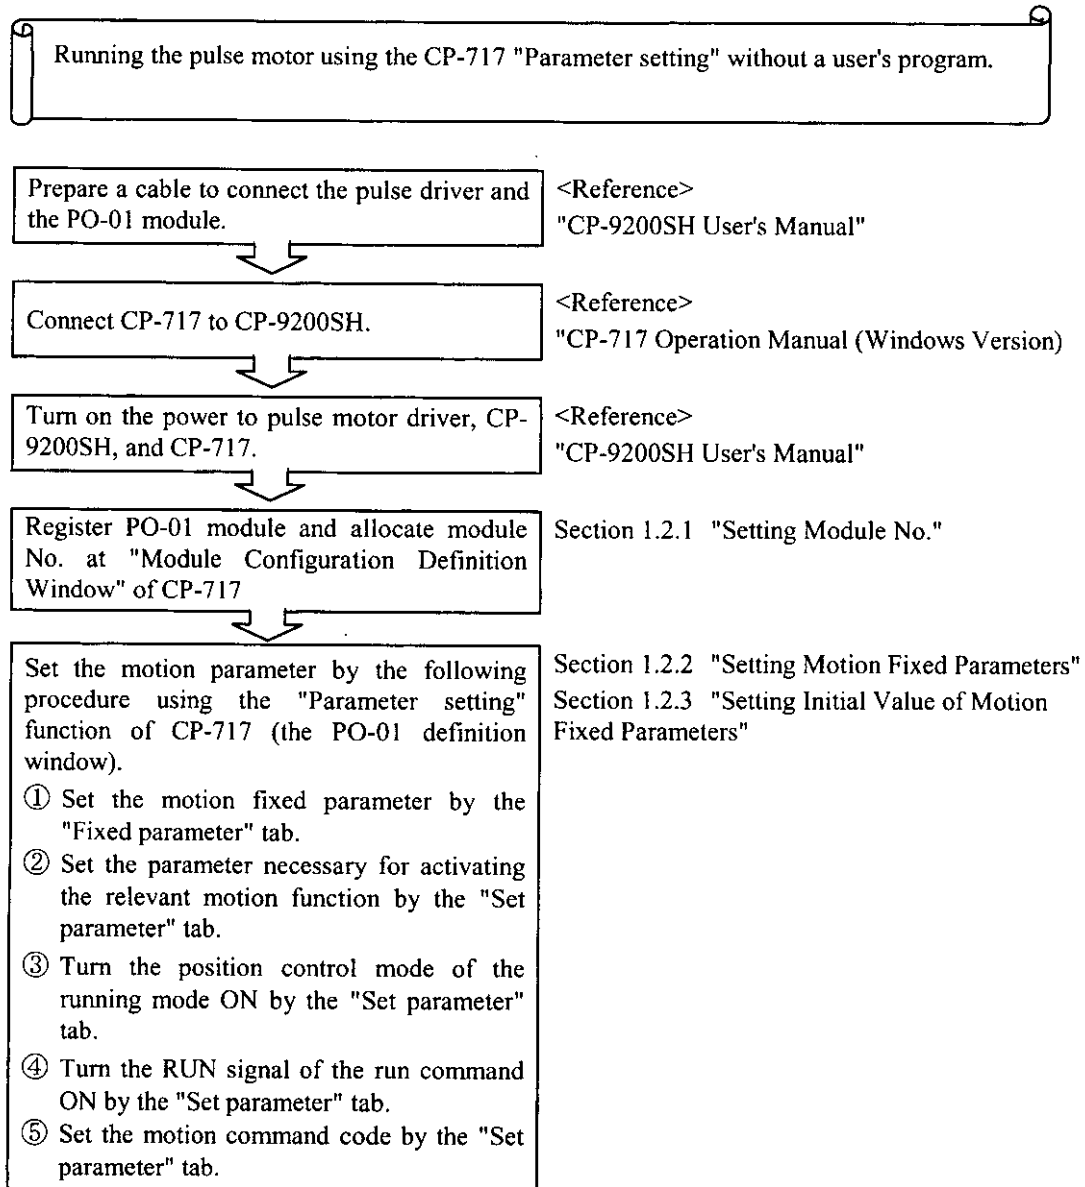 Running the pulse motor using the CP-717 "Parameter setting" without a user's program.
Prepare a cable to connect the pulse driver and
the PO-01 module.
<Reference>
"CP-9200SH User's Manual"
Connect CP-717 to CP-9200SH.
<Reference>
"CP-717 Operation Manual (Windows Version)
Turn on the power to pulse motor driver, CP-
9200SH, and CP-717.
<Reference>
"CP-9200SH User's Manual"
Register PO-01 module and allocate module
No. at "Module Configuration Definition
Window" of CP-717
Section 1.2.1 "Setting Module No."
Set the motion parameter by the following
procedure using the "Parameter setting"
function of CP-717 (the PO-01 definition
window).
① Set the motion fixed parameter by the
"Fixed parameter" tab.
② Set the parameter necessary for activating
the relevant motion function by the "Set
parameter" tab.
③ Turn the position control mode of the
running mode ON by the "Set parameter"
tab.
④ Turn the RUN signal of the run command
ON by the "Set parameter" tab.
⑤ Set the motion command code by the "Set
parameter" tab.
Section 1.2.2 "Setting Motion Fixed Parameters"
Section 1.2.3 "Setting Initial Value of Motion
Fixed Parameters"